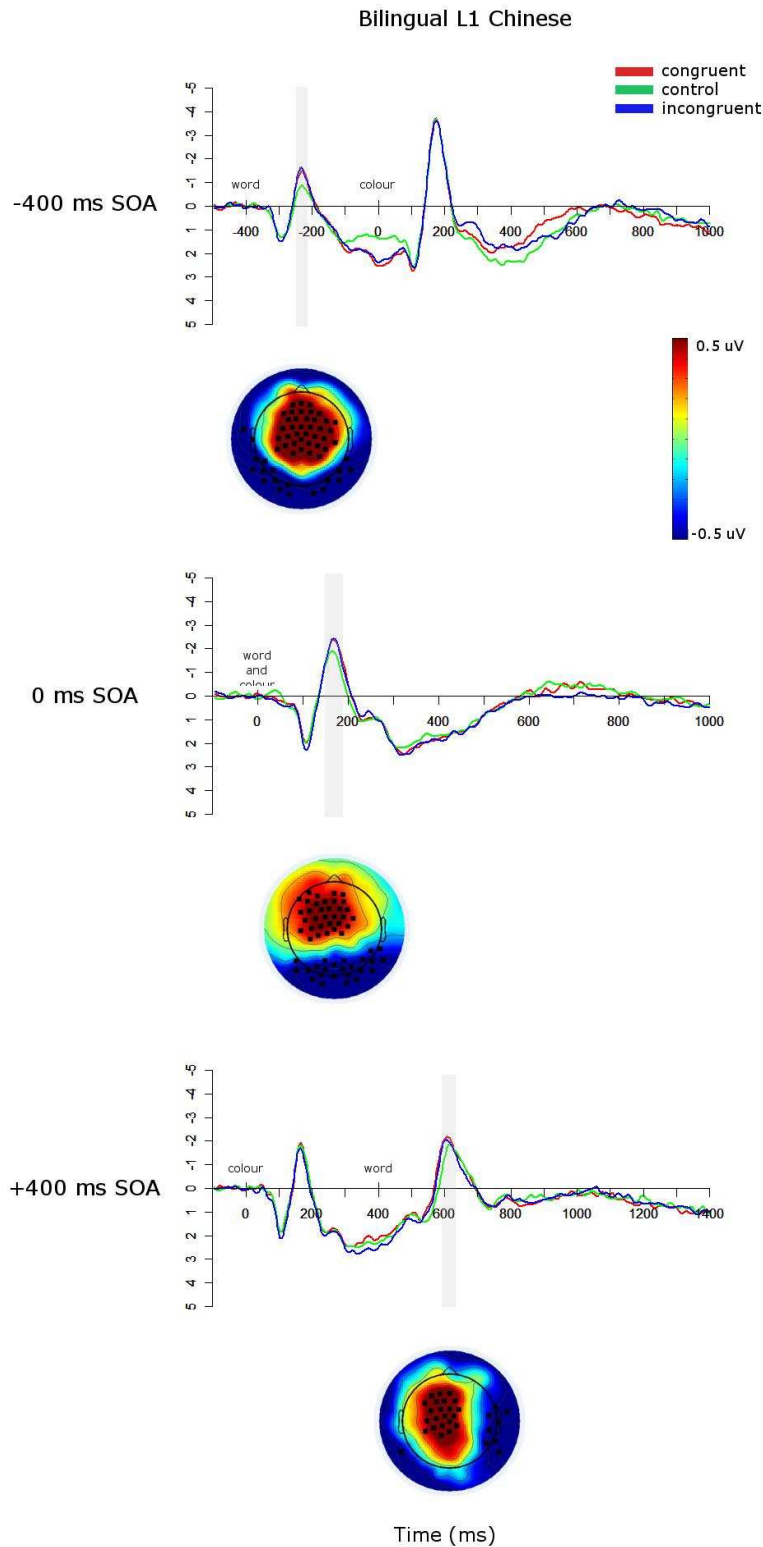 Bilingual L1 Chinese
congruent
control
incongruent
-5
-4
-3
-2
-1
0
1
2
3
4
5
word
colour
-400 ms SOA
-400 -200 0 200 400 600 800 1000
0.5 uV
-0.5 uV
-5
-4
-3
-2
-1
0
1
2
3
4
5
word
and
colour
0 ms SOA
0 200 400 600 800 1000
-5
-4
-3
-2
-1
0
1
2
3
4
5
colour
word
+400 ms SOA
0 200 400 600 800 1000 1200 1400
Time (ms)